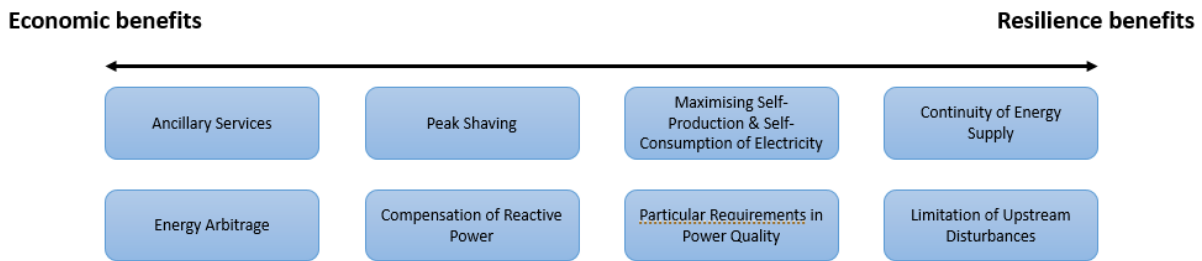 Economic benefits
Resilience benefits
Ancillary Services
Peak Shaving
Maximising Self-
Production & Self-
Consumption of Electricity
Continuity of Energy
Supply
Energy Arbitrage
Compensation of Reactive
Power
Particular Requirements in
Power Quality
Limitation of Upstream
Disturbances